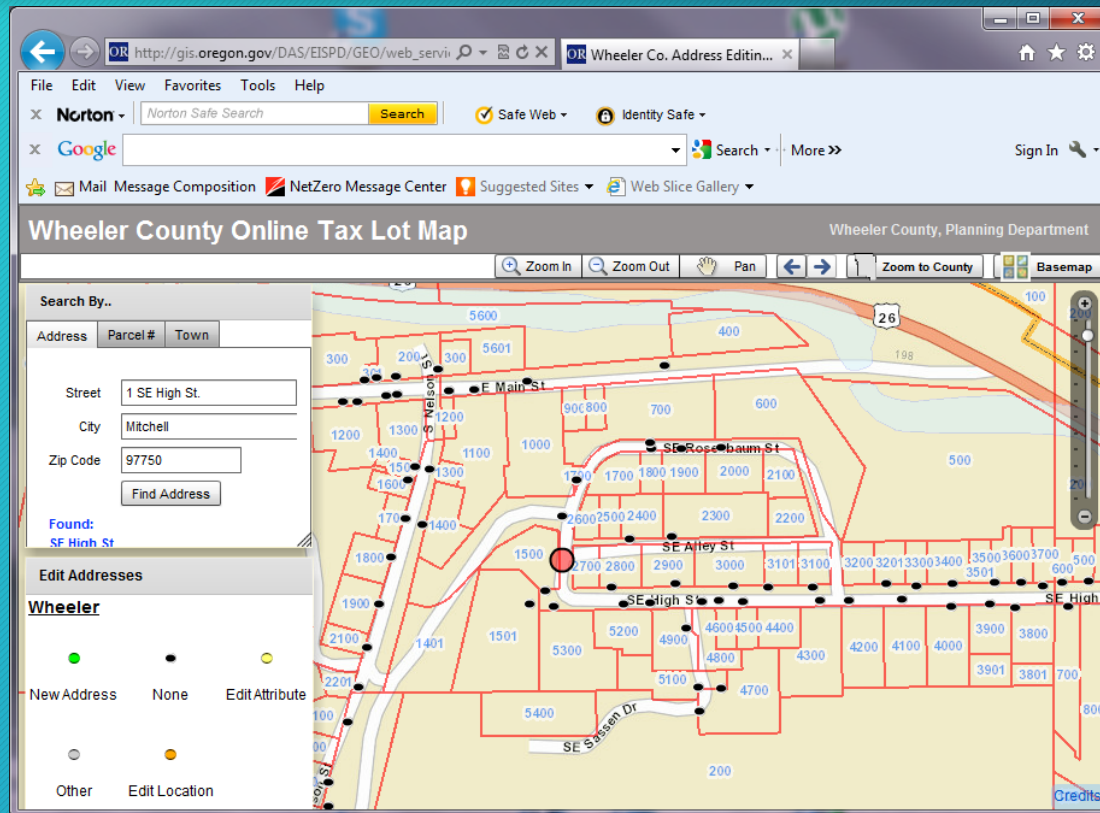 OR http://gis.oregon.gov/DAS/EISPD/GEO/web_servi
OR Wheeler Co. Address Editin...
File Edit View Favorites Tools Help
x Norton Norton Safe Search Search Safe Web Identity Safe
x Google Search More >> Sign In
Mail Message Composition NetZero Message Center Suggested Sites Web Slice Gallery
Wheeler County Online Tax Lot Map
Wheeler County, Planning Department
Zoom In Zoom Out Pan Zoom to County Basemap
Search By..
Address Parcel # Town
Street 1 SE High St.
City Mitchell
Zip Code 97750
Find Address
Found:
SE High St
Edit Addresses
Wheeler
New Address None Edit Attribute
Other Edit Location
5600
26
100
200
400
300 200 300 5601
198
301
E Main St
S Nelson St
900 800 700 600
1200 1300 1200
1000
1400 1100
SE Rosenbaum St
500
150 1300
1600
1700 1700 1800 1900 2000 2100
170 1400
2600 2500 2400 2300 2200
SE Alley St
1800 1500
2700 2800 2900 3000 3101 3100 3200 3201 3300 3400 3500 3600 3700 500
3501 600
1900
SE High St
SE High
2100 1401 1501 5300 5200 4900 4600 4500 4400
4800 4300 4200 4100 4000 3900 3800
2201
5100 4700
3901 3801 700
100
5400
SE Sassen Dr
800
200
Credits